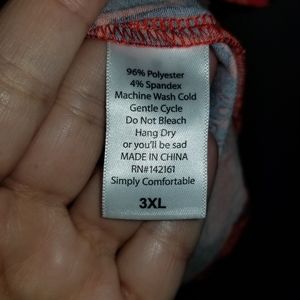 96% Polyester
4% Spandex
Machine Wash Cold
Gentle Cycle
Do Not Bleach
Hang Dry
or you'll be sad
MADE IN CHINA
RN#142161
Simply Comfortable
3XL